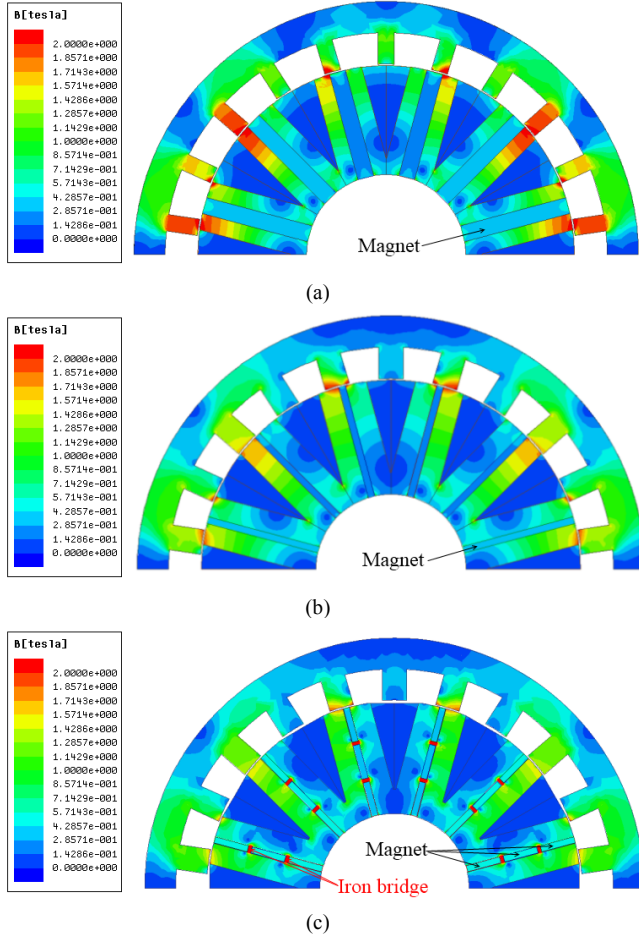 B[tesla]
2.0000e+000
1.8571e+000
1.7143e+000
1.5714e+000
1.4286e+000
1.2857e+000
1.1429e+000
1.0000e+000
8.5714e-001
7.1429e-001
5.7143e-001
4.2857e-001
2.8571e-001
1.4286e-001
0.0000e+000
Magnet
(a)
B[tesla]
2.0000e+000
1.8571e+000
1.7143e+000
1.5714e+000
1.4286e+000
1.2857e+000
1.1429e+000
1.0000e+000
8.5714e-001
7.1429e-001
5.7143e-001
4.2857e-001
2.8571e-001
1.4286e-001
0.0000e+000
Magnet
(b)
B[tesla]
2.0000e+000
1.8571e+000
1.7143e+000
1.5714e+000
1.4286e+000
1.2857e+000
1.1429e+000
1.0000e+000
8.5714e-001
7.1429e-001
5.7143e-001
4.2857e-001
2.8571e-001
1.4286e-001
0.0000e+000
Magnet
Iron bridge
(c)